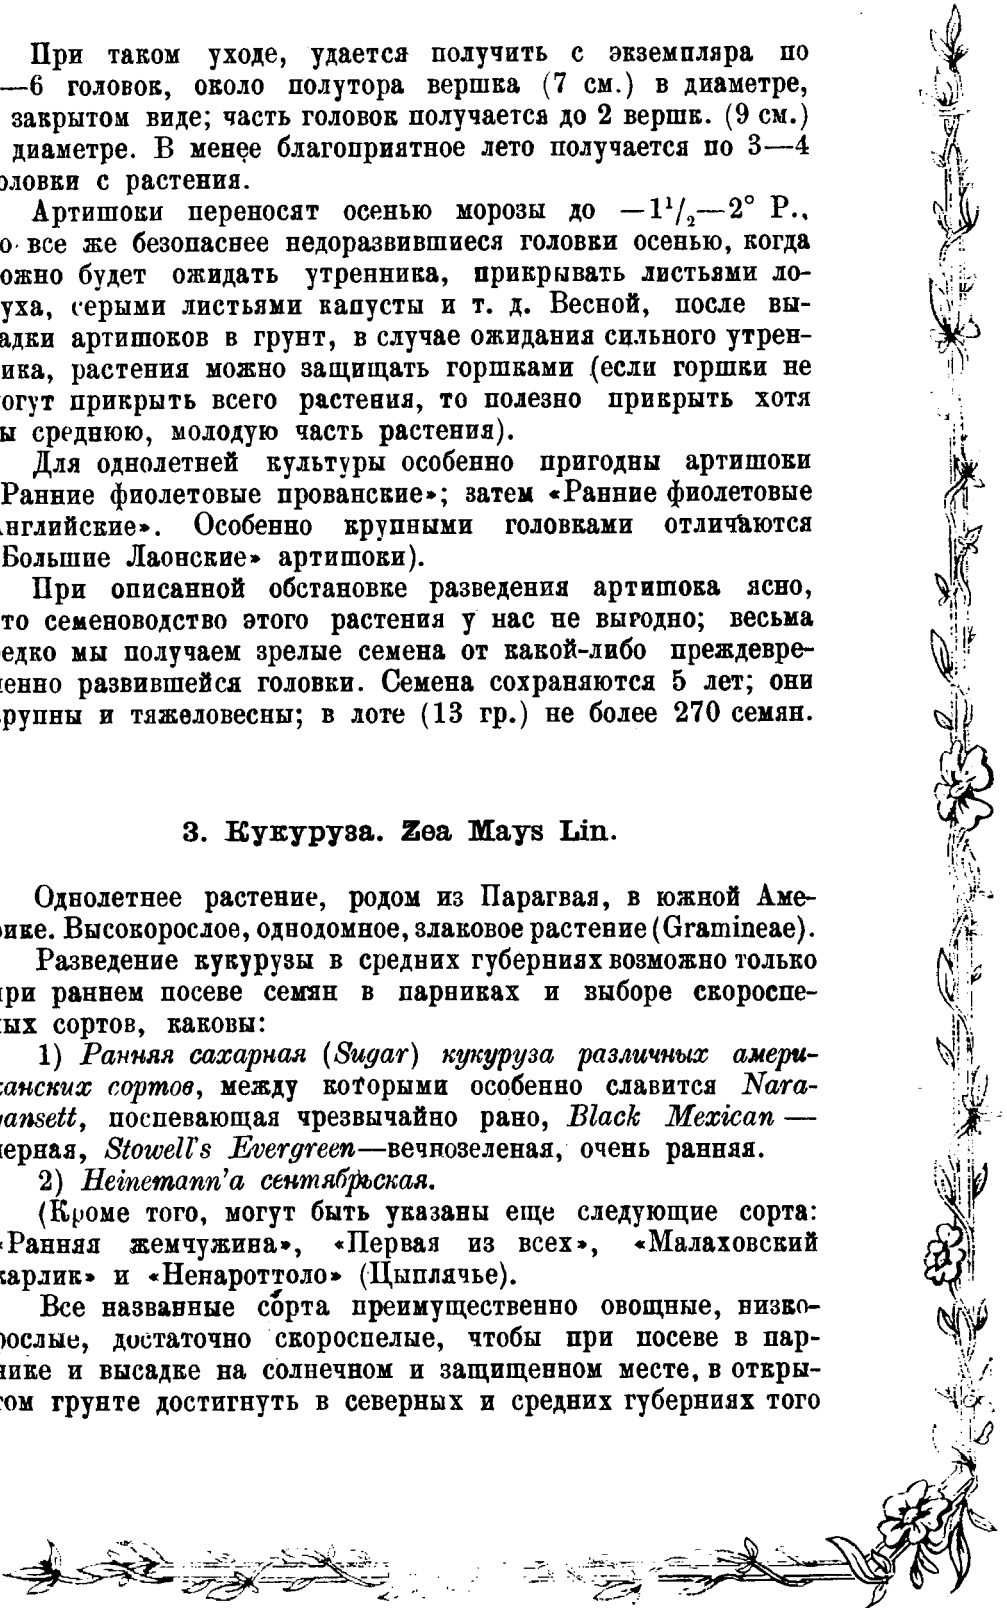 При таком уходе, удается получить с экземпляра по
—6 головок, около полутора вершка (7 см.) в диаметре,
закрытом виде; часть головок получается до 2 вершк. (9 см.)
диаметре. В менее благоприятное лето получается по 3—4
оловки с растения.
Артишоки переносят осенью морозы до —1¹/₂—2° Р.,
о все же безопаснее недоразвившиеся головки осенью, когда
ожно будет ожидать утренника, прикрывать листьями ло-
уха, серыми листьями капусты и т. д. Весной, после вы-
адки артишоков в грунт, в случае ожидания сильного утрен-
ика, растения можно защищать горшками (если горшки не
огут прикрыть всего растения, то полезно прикрыть хотя
ы среднюю, молодую часть растения).
Для однолетней культуры особенно пригодны артишоки
Ранние фиолетовые прованские»; затем «Ранние фиолетовые
нглийские». Особенно крупными головками отличаются
Большие Лаонские» артишоки).
При описанной обстановке разведения артишока ясно,
то семеноводство этого растения у нас не выгодно; весьма
едко мы получаем зрелые семена от какой-либо преждевре-
енно развившейся головки. Семена сохраняются 5 лет; они
рупны и тяжеловесны; в лоте (13 гр.) не более 270 семян.
3. Кукуруза. Zea Mays Lin.
Однолетнее растение, родом из Парагвая, в южной Аме-
ике. Высокорослое, однодомное, злаковое растение (Gramineae).
Разведение кукурузы в средних губерниях возможно только
ри раннем посеве семян в парниках и выборе скороспе-
ых сортов, каковы:
1) Ранняя сахарная (Sugar) кукуруза различных амери-
канских сортов, между которыми особенно славится Nara-
gansett, поспевающая чрезвычайно рано, Black Mexican —
ерная, Stowell's Evergreen—вечнозеленая, очень ранняя.
2) Heinemann'а сентябрьская.
(Кроме того, могут быть указаны еще следующие сорта:
«Ранняя жемчужина», «Первая из всех», «Малаховский
карлик» и «Ненароттоло» (Цыплячье).
Все названные сорта преимущественно овощные, низко-
рослые, достаточно скороспелые, чтобы при посеве в пар-
нике и высадке на солнечном и защищенном месте, в откры-
том грунте достигнуть в северных и средних губерниях того